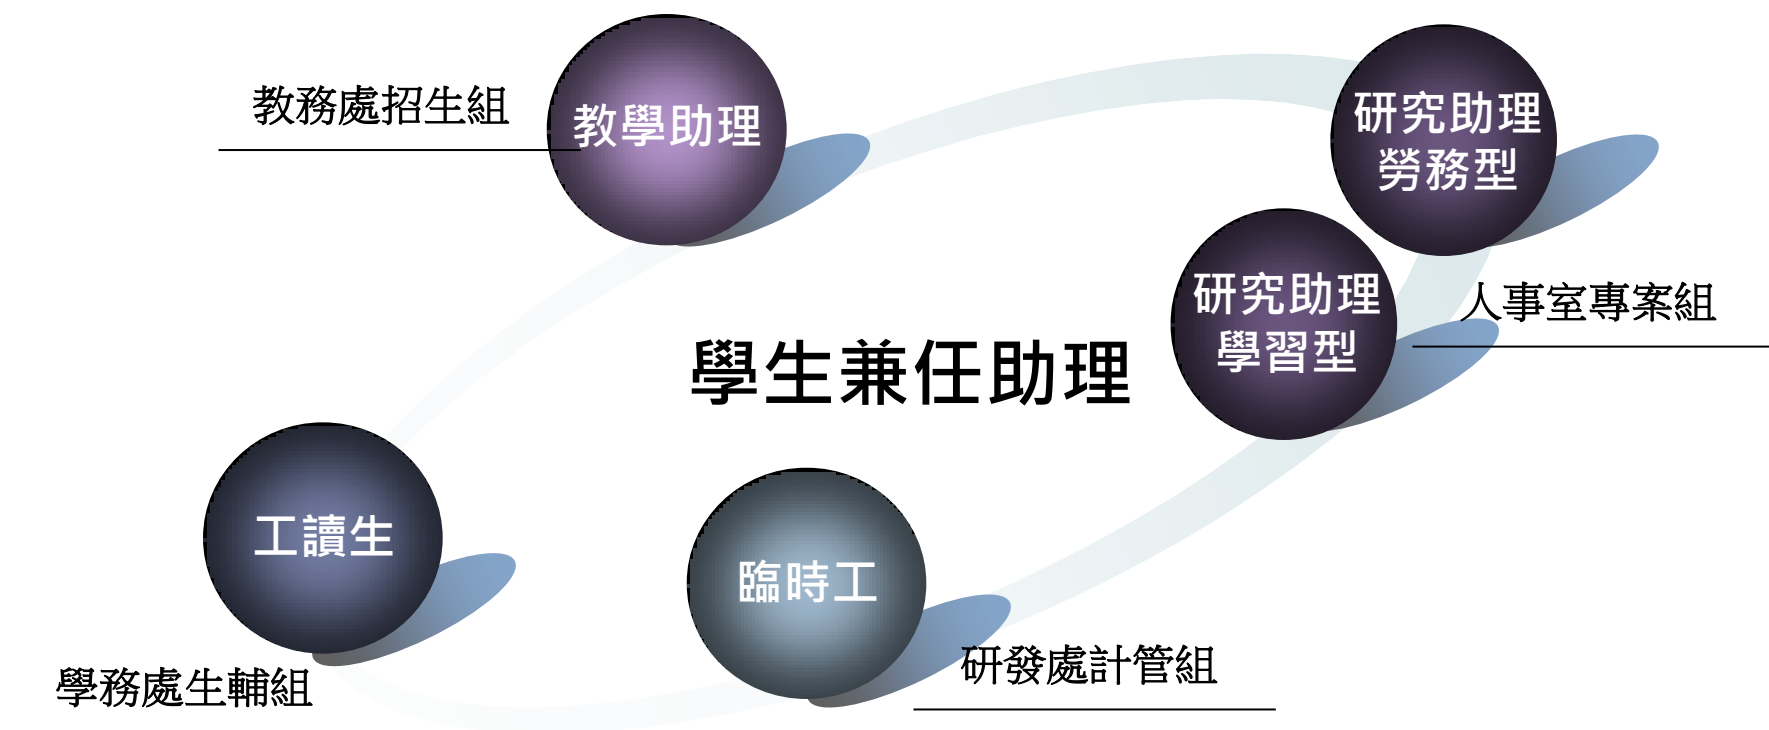 教務處招生組
教學助理
研究助理
勞務型
研究助理
學習型
人事室專案組
學生兼任助理
工讀生
臨時工
學務處生輔組
研發處計管組